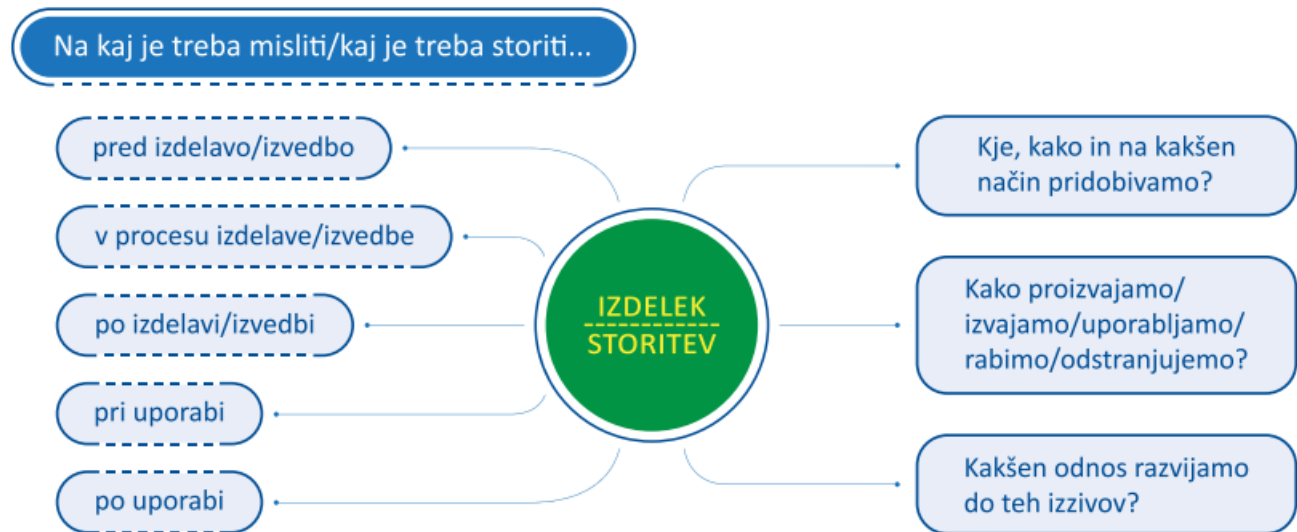 Na kaj je treba misliti/kaj je treba storiti...
pred izdelavo/izvedbo
v procesu izdelave/izvedbe
po izdelavi/izvedbi
pri uporabi
po uporabi
IZDELEK
STORITEV
Kje, kako in na kakšen
način pridobivamo?
Kako proizvajamo/
izvajamo/uporabljamo/
rabimo/odstranjujemo?
Kakšen odnos razvijamo
do teh izzivov?